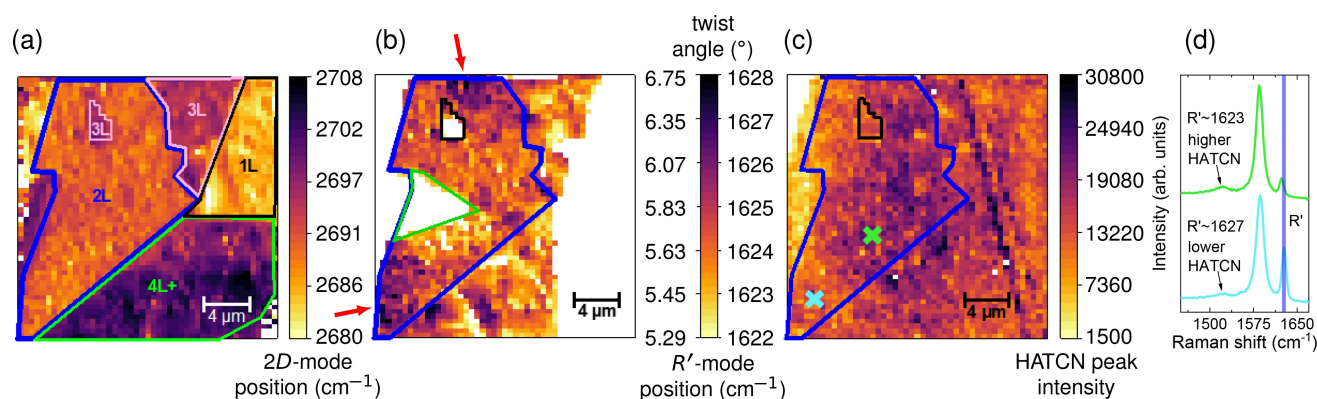 (a)
3L
3L
1L
2L
4L+
4 µm
2708
2702
2697
2691
2686
2680
2D-mode
position (cm−1)
(b)
4 µm
twist
angle (°)
6.75
6.35
6.07
5.83
5.63
5.45
5.29
1628
1627
1626
1625
1624
1623
1622
R′-mode
position (cm−1)
(c)
4 µm
30800
24940
19080
13220
7360
1500
HATCN peak
intensity
(d)
R'~1623
higher
HATCN
R'~1627
lower
HATCN
R'
Intensity (arb. units)
1500 1575 1650
Raman shift (cm-1)